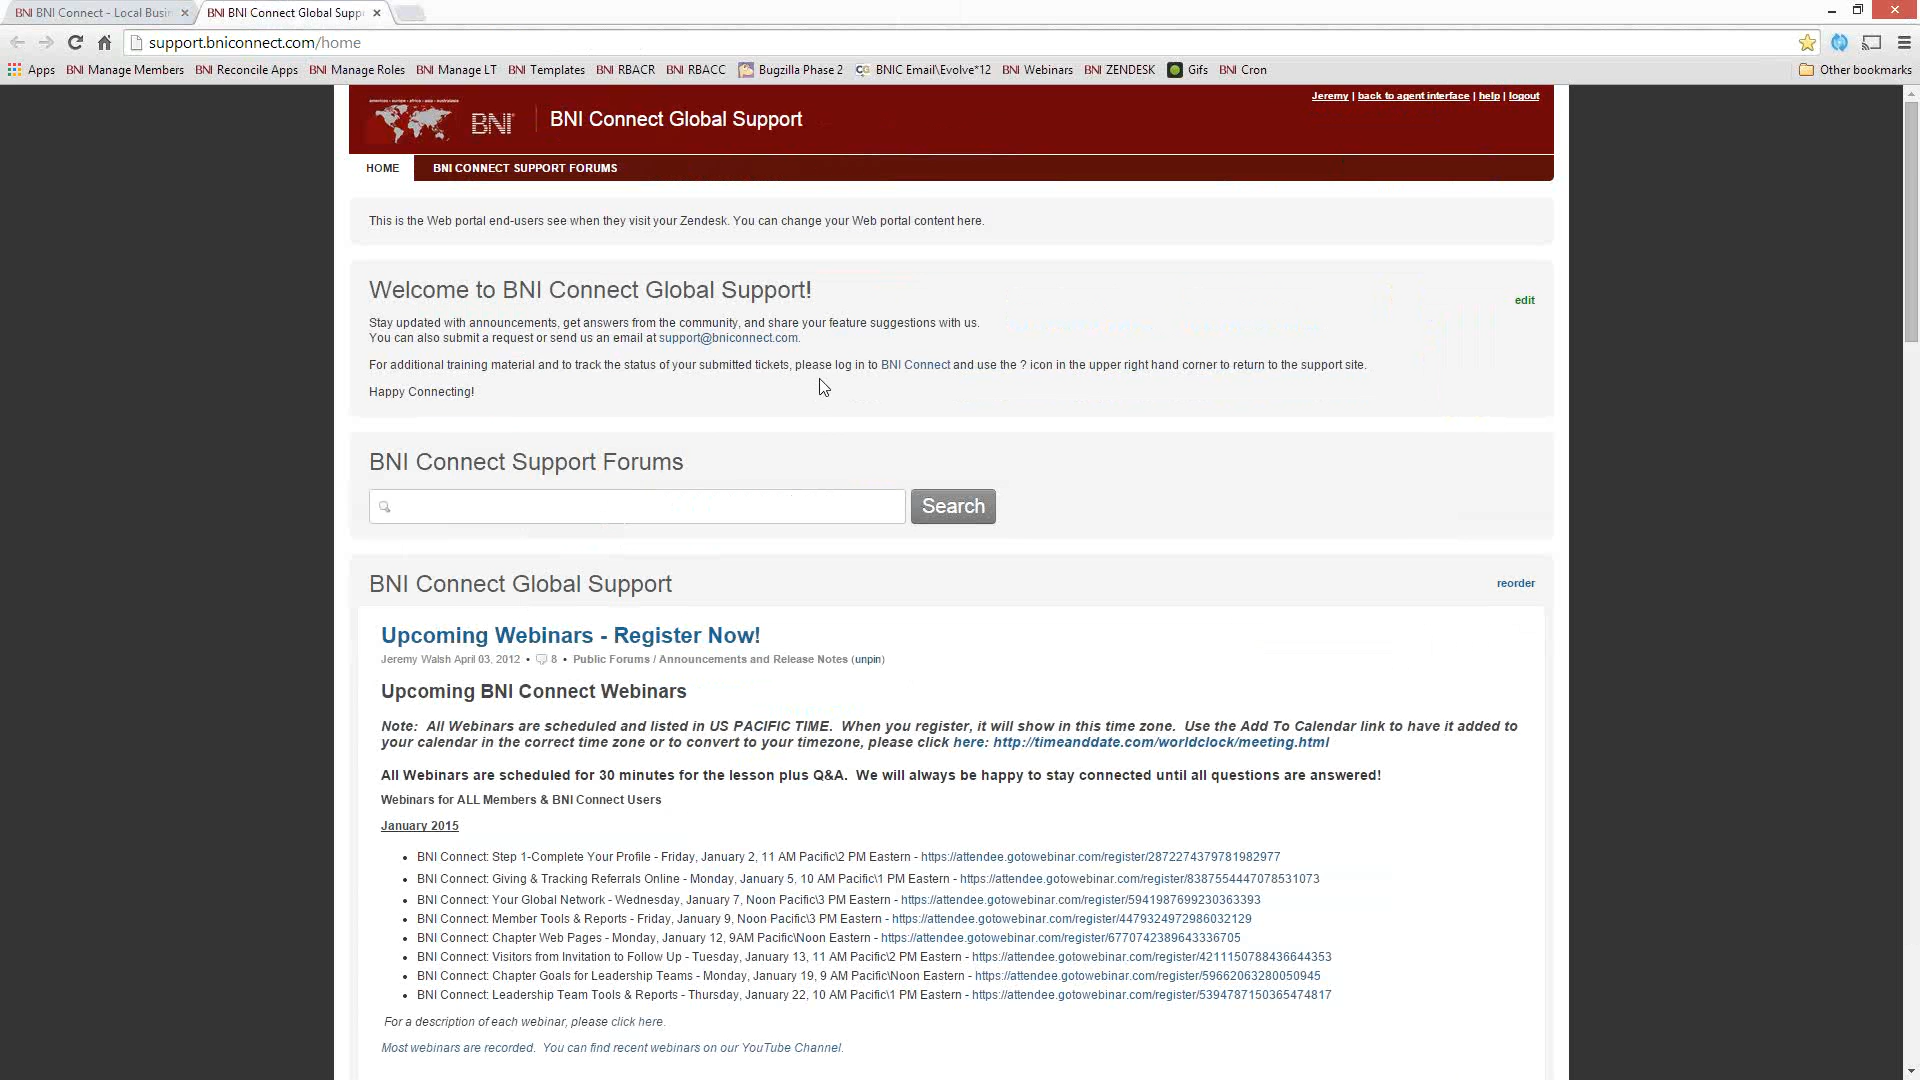 BNI BNI Connect - Local Busin
BNI BNI Connect Global Supp
support.bniconnect.com/home
Apps BNI Manage Members BNI Reconcile Apps BNI Manage Roles BNI Manage LT BNI Templates BNI RBACR BNI RBACC Bugzilla Phase 2 BNIC Email\Evolve*12 BNI Webinars BNI ZENDESK Gifs BNI Cron Other bookmarks
Jeremy | back to agent interface | help | logout
BNI BNI Connect Global Support
HOME BNI CONNECT SUPPORT FORUMS
This is the Web portal end-users see when they visit your Zendesk. You can change your Web portal content here.
Welcome to BNI Connect Global Support!
edit
Stay updated with announcements, get answers from the community, and share your feature suggestions with us.
You can also submit a request or send us an email at support@bniconnect.com.
For additional training material and to track the status of your submitted tickets, please log in to BNI Connect and use the ? icon in the upper right hand corner to return to the support site.
Happy Connecting!
BNI Connect Support Forums
Search
BNI Connect Global Support
reorder
Upcoming Webinars - Register Now!
Jeremy Walsh April 03, 2012 • 8 • Public Forums / Announcements and Release Notes (unpin)
Upcoming BNI Connect Webinars
Note: All Webinars are scheduled and listed in US PACIFIC TIME. When you register, it will show in this time zone. Use the Add To Calendar link to have it added to
your calendar in the correct time zone or to convert to your timezone, please click here: http://timeanddate.com/worldclock/meeting.html
All Webinars are scheduled for 30 minutes for the lesson plus Q&A. We will always be happy to stay connected until all questions are answered!
Webinars for ALL Members & BNI Connect Users
January 2015
• BNI Connect: Step 1-Complete Your Profile - Friday, January 2, 11 AM Pacific\2 PM Eastern - https://attendee.gotowebinar.com/register/2872274379781982977
• BNI Connect: Giving & Tracking Referrals Online - Monday, January 5, 10 AM Pacific\1 PM Eastern - https://attendee.gotowebinar.com/register/8387554447078531073
• BNI Connect: Your Global Network - Wednesday, January 7, Noon Pacific\3 PM Eastern - https://attendee.gotowebinar.com/register/5941987699230363393
• BNI Connect: Member Tools & Reports - Friday, January 9, Noon Pacific\3 PM Eastern - https://attendee.gotowebinar.com/register/4479324972986032129
• BNI Connect: Chapter Web Pages - Monday, January 12, 9AM Pacific\Noon Eastern - https://attendee.gotowebinar.com/register/6770742389643336705
• BNI Connect: Visitors from Invitation to Follow Up - Tuesday, January 13, 11 AM Pacific\2 PM Eastern - https://attendee.gotowebinar.com/register/4211150788436644353
• BNI Connect: Chapter Goals for Leadership Teams - Monday, January 19, 9 AM Pacific\Noon Eastern - https://attendee.gotowebinar.com/register/59662063280050945
• BNI Connect: Leadership Team Tools & Reports - Thursday, January 22, 10 AM Pacific\1 PM Eastern - https://attendee.gotowebinar.com/register/5394787150365474817
For a description of each webinar, please click here.
Most webinars are recorded. You can find recent webinars on our YouTube Channel.